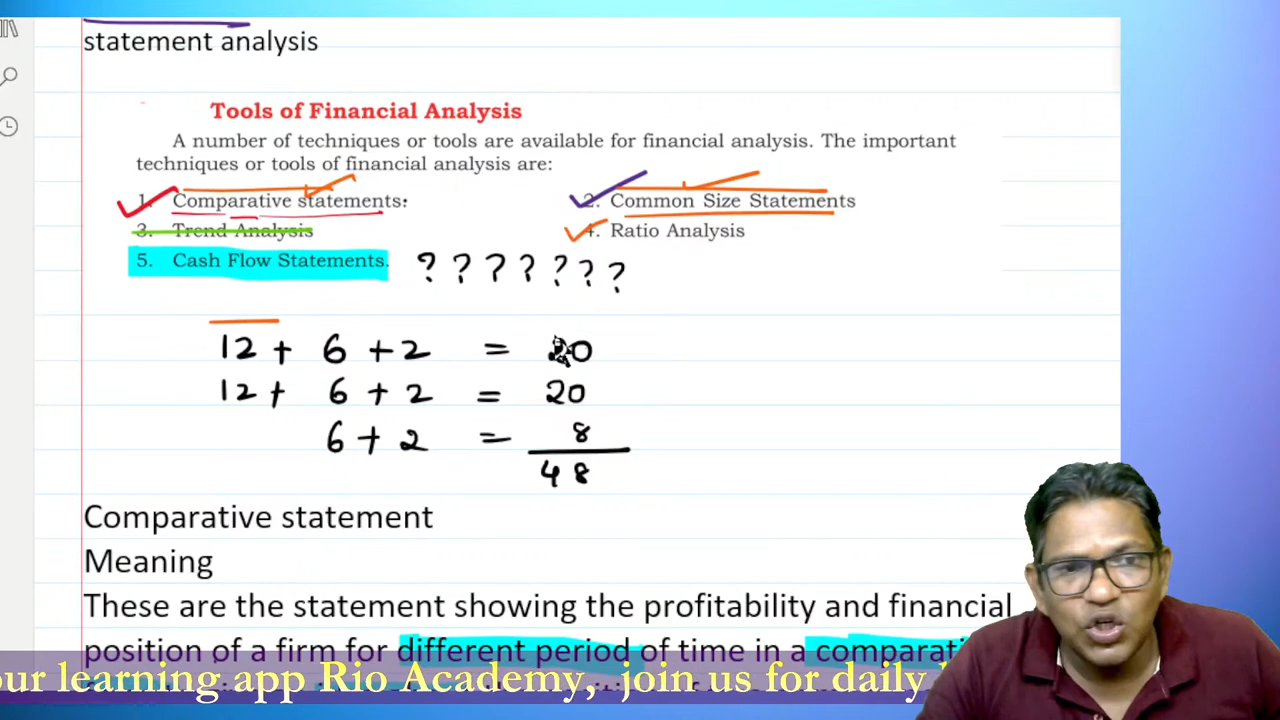 statement analysis
Tools of Financial Analysis
A number of techniques or tools are available for financial analysis. The important
techniques or tools of financial analysis are:
1. Comparative statements:
2. Common Size Statements
3. Trend Analysis
4. Ratio Analysis
5. Cash Flow Statements. ???????
12 + 6 + 2 = 20
12 + 6 + 2 = 20
6 + 2 = 8
48
Comparative statement
Meaning
These are the statement showing the profitability and financial
position of a firm for different period of time in a
our learning app Rio Academy, join us for daily